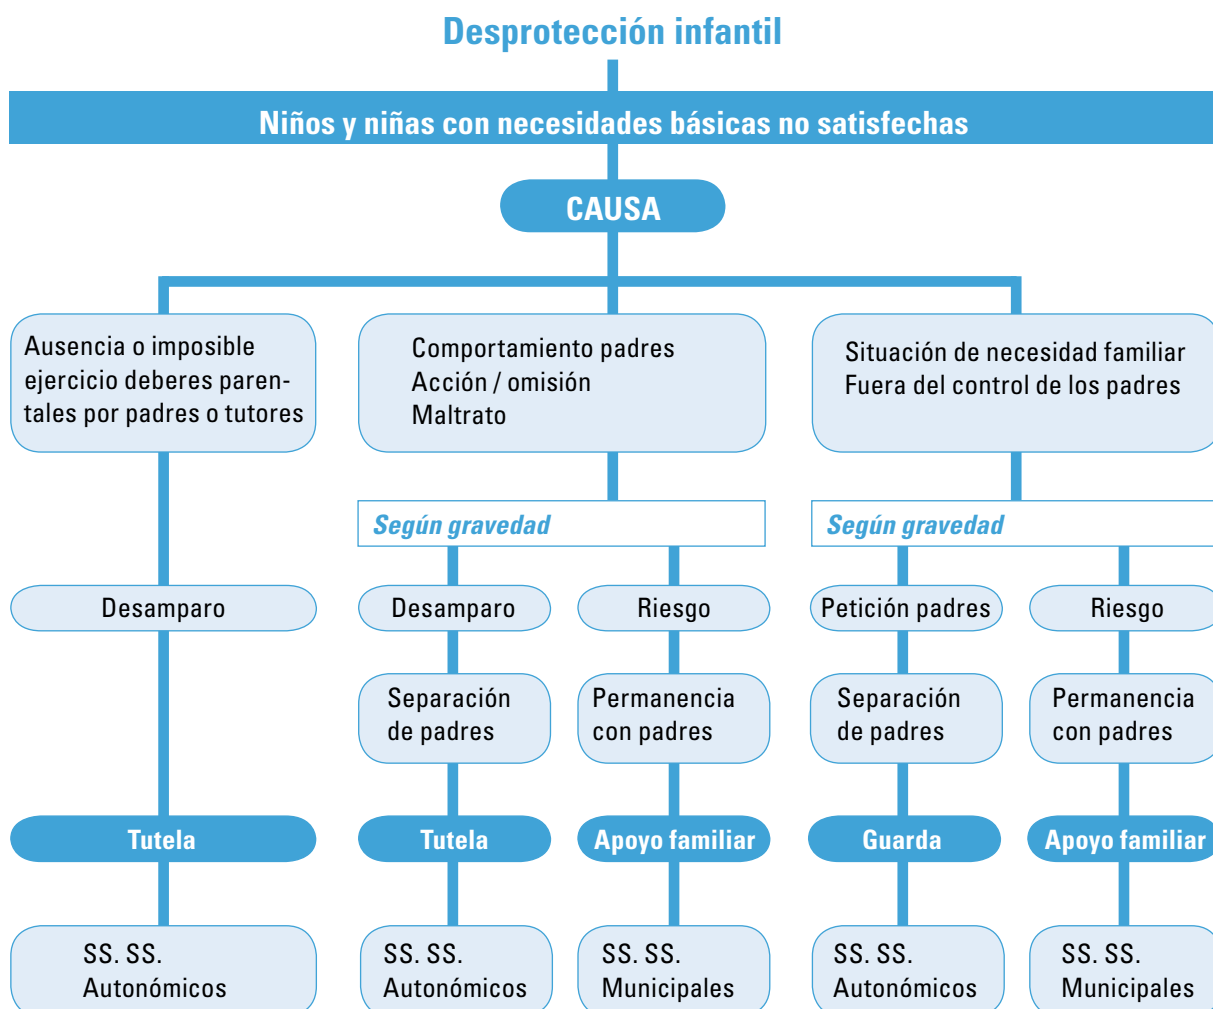 Desprotección infantil
Niños y niñas con necesidades básicas no satisfechas
CAUSA
Ausencia o imposible
ejercicio deberes paren-
tales por padres o tutores
Comportamiento padres
Acción / omisión
Maltrato
Situación de necesidad familiar
Fuera del control de los padres
Según gravedad
Según gravedad
Desamparo
Desamparo
Riesgo
Petición padres
Riesgo
Separación
de padres
Permanencia
con padres
Separación
de padres
Permanencia
con padres
Tutela
Tutela
Apoyo familiar
Guarda
Apoyo familiar
SS. SS.
Autonómicos
SS. SS.
Autonómicos
SS. SS.
Municipales
SS. SS.
Autonómicos
SS. SS.
Municipales